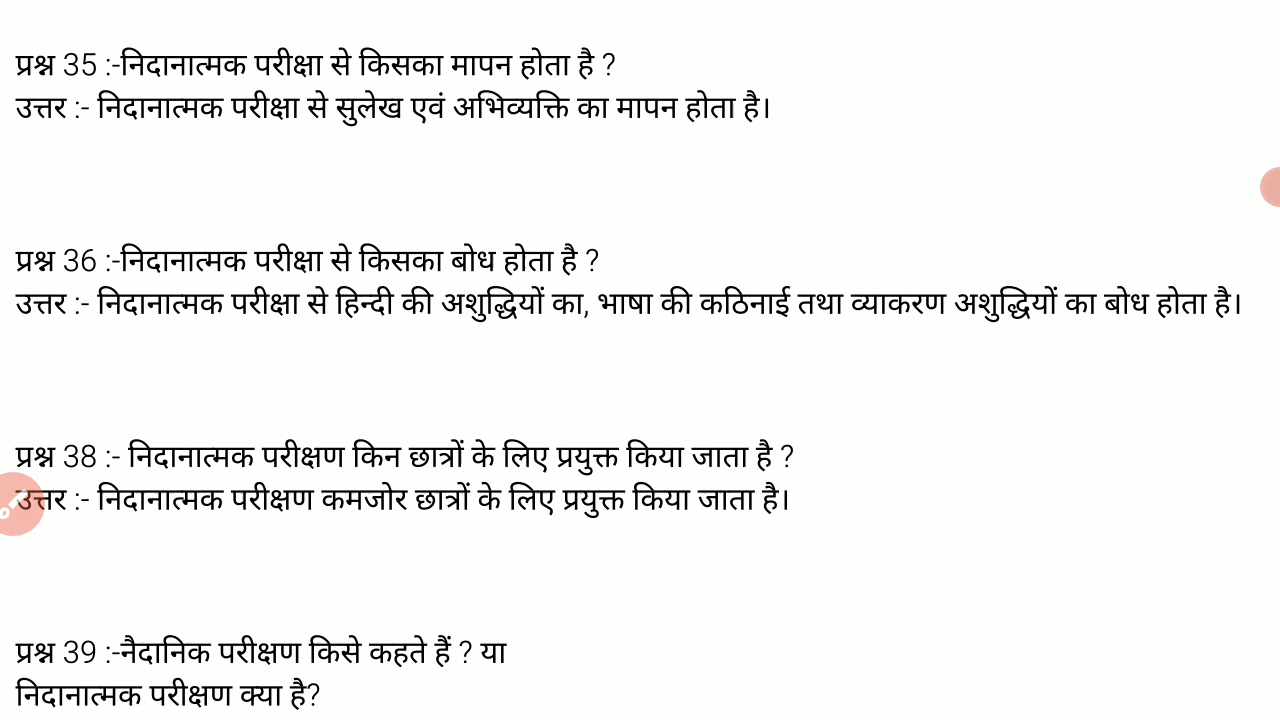 प्रश्न 35 :-निदानात्मक परीक्षा से किसका मापन होता है ?
उत्तर :- निदानात्मक परीक्षा से सुलेख एवं अभिव्यक्ति का मापन होता है।
प्रश्न 36 :-निदानात्मक परीक्षा से किसका बोध होता है ?
उत्तर :- निदानात्मक परीक्षा से हिन्दी की अशुद्धियों का, भाषा की कठिनाई तथा व्याकरण अशुद्धियों का बोध होता है।
प्रश्न 38 :- निदानात्मक परीक्षण किन छात्रों के लिए प्रयुक्त किया जाता है ?
उत्तर :- निदानात्मक परीक्षण कमजोर छात्रों के लिए प्रयुक्त किया जाता है।
प्रश्न 39 :-नैदानिक परीक्षण किसे कहते हैं ? या
निदानात्मक परीक्षण क्या है?